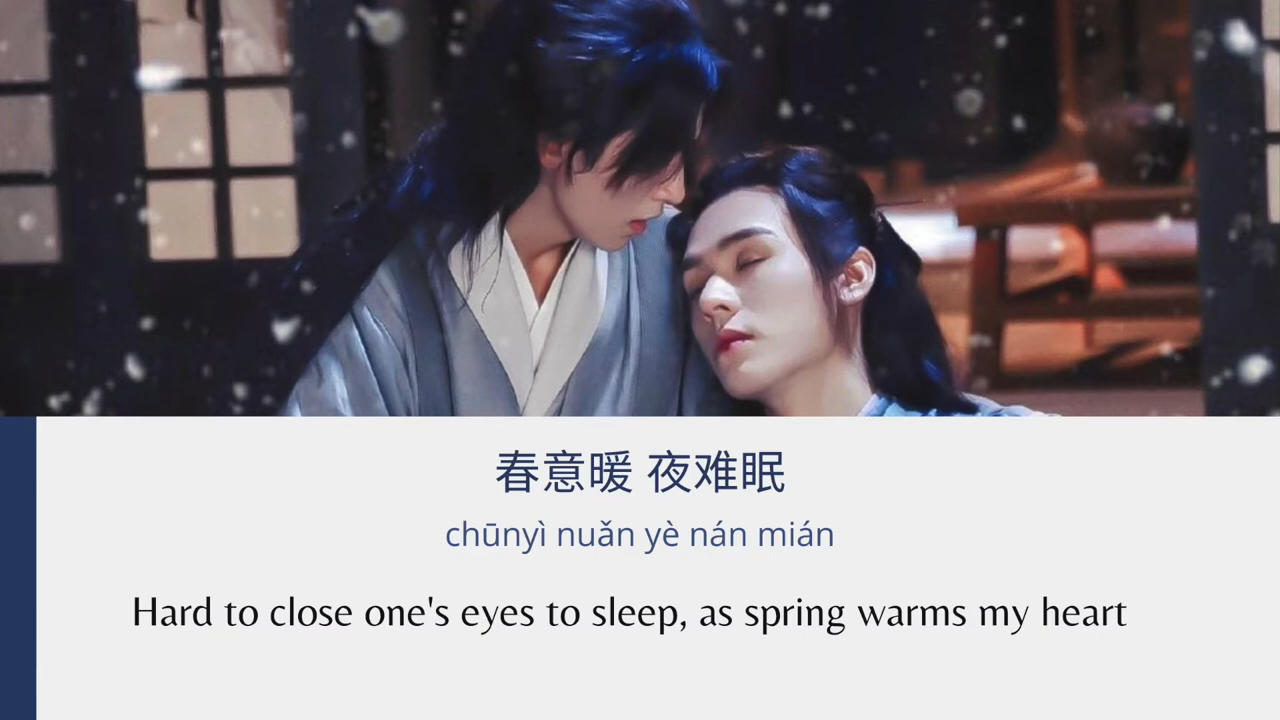 春意暖 夜难眠
chūnyì nuǎn yè nán mián
Hard to close one's eyes to sleep, as spring warms my heart